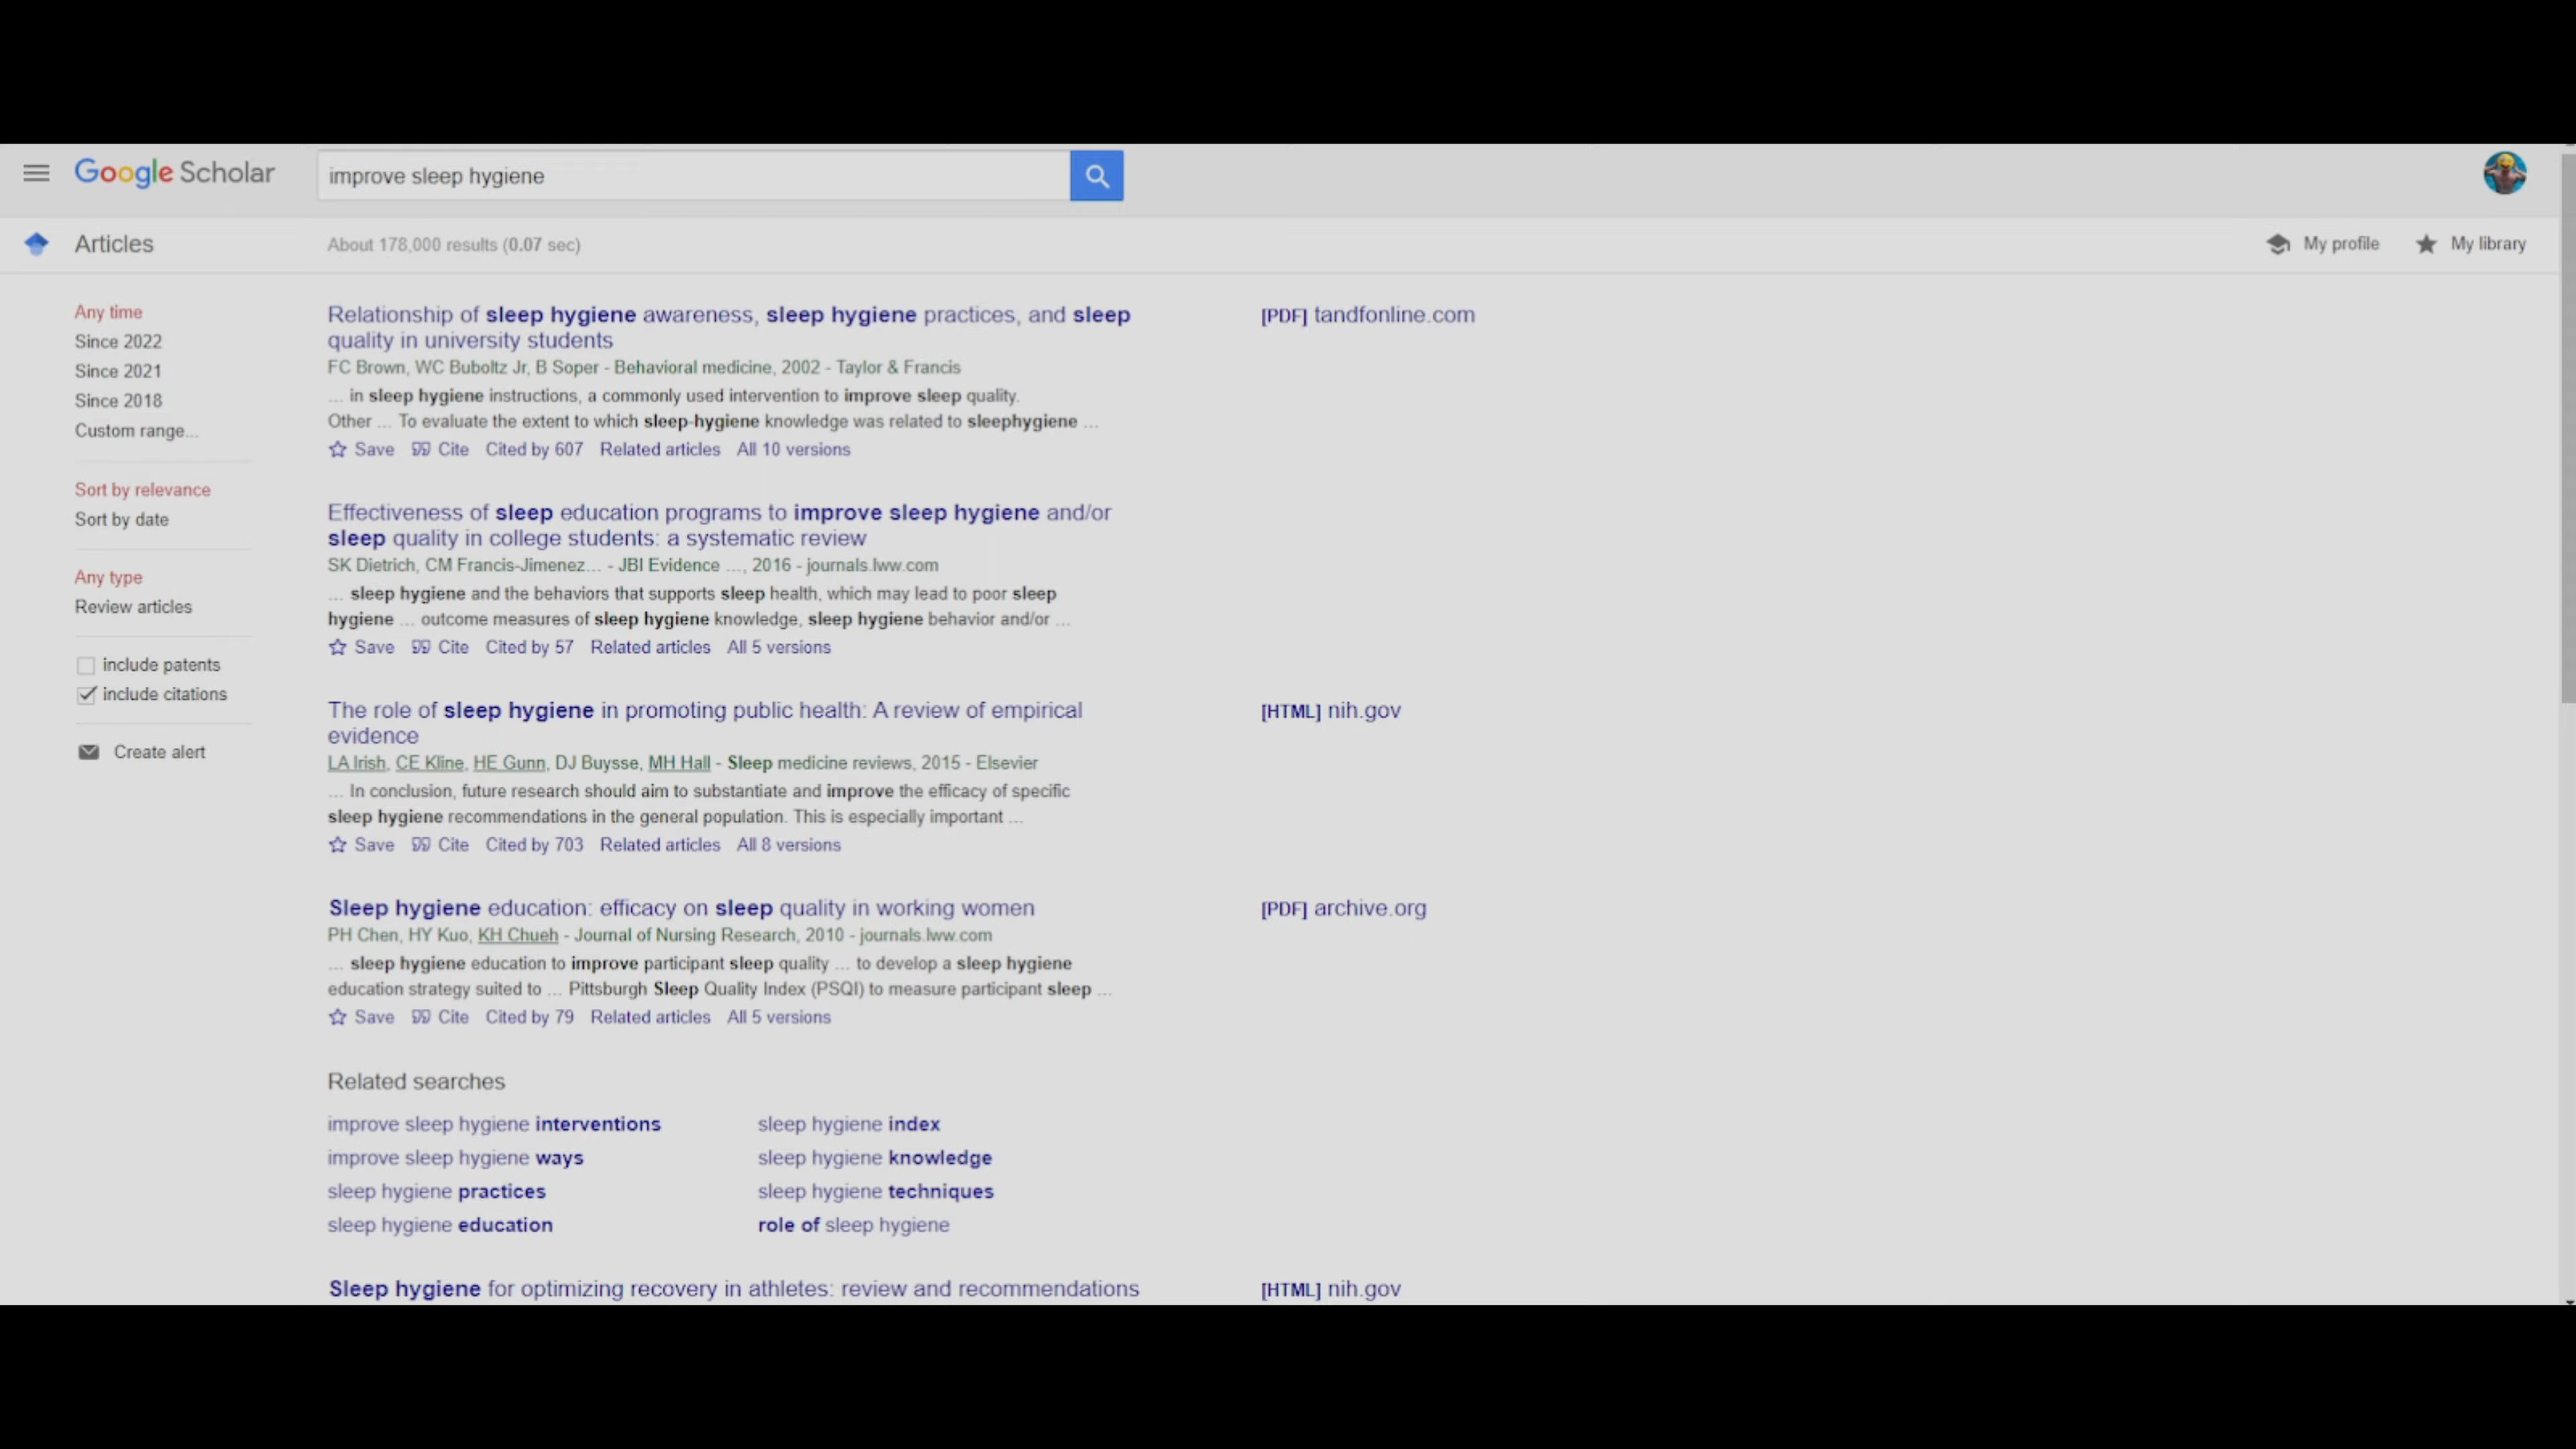 Google Scholar
improve sleep hygiene
Articles
About 178,000 results (0.07 sec)
My profile
My library
Any time
Since 2022
Since 2021
Since 2018
Custom range...
Sort by relevance
Sort by date
Any type
Review articles
include patents
include citations
Create alert
Relationship of sleep hygiene awareness, sleep hygiene practices, and sleep
quality in university students
[PDF] tandfonline.com
FC Brown, WC Buboltz Jr, B Soper - Behavioral medicine, 2002 - Taylor & Francis
... in sleep hygiene instructions, a commonly used intervention to improve sleep quality.
Other ... To evaluate the extent to which sleep-hygiene knowledge was related to sleephygiene ...
Save Cite Cited by 607 Related articles All 10 versions
Effectiveness of sleep education programs to improve sleep hygiene and/or
sleep quality in college students: a systematic review
SK Dietrich, CM Francis-Jimenez... - JBI Evidence ..., 2016 - journals.lww.com
... sleep hygiene and the behaviors that supports sleep health, which may lead to poor sleep
hygiene ... outcome measures of sleep hygiene knowledge, sleep hygiene behavior and/or ...
Save Cite Cited by 57 Related articles All 5 versions
The role of sleep hygiene in promoting public health: A review of empirical
evidence
[HTML] nih.gov
LA Irish, CE Kline, HE Gunn, DJ Buysse, MH Hall - Sleep medicine reviews, 2015 - Elsevier
... In conclusion, future research should aim to substantiate and improve the efficacy of specific
sleep hygiene recommendations in the general population. This is especially important ...
Save Cite Cited by 703 Related articles All 8 versions
Sleep hygiene education: efficacy on sleep quality in working women
[PDF] archive.org
PH Chen, HY Kuo, KH Chueh - Journal of Nursing Research, 2010 - journals.lww.com
... sleep hygiene education to improve participant sleep quality ... to develop a sleep hygiene
education strategy suited to ... Pittsburgh Sleep Quality Index (PSQI) to measure participant sleep ...
Save Cite Cited by 79 Related articles All 5 versions
Related searches
improve sleep hygiene interventions
improve sleep hygiene ways
sleep hygiene practices
sleep hygiene education
sleep hygiene index
sleep hygiene knowledge
sleep hygiene techniques
role of sleep hygiene
Sleep hygiene for optimizing recovery in athletes: review and recommendations
[HTML] nih.gov